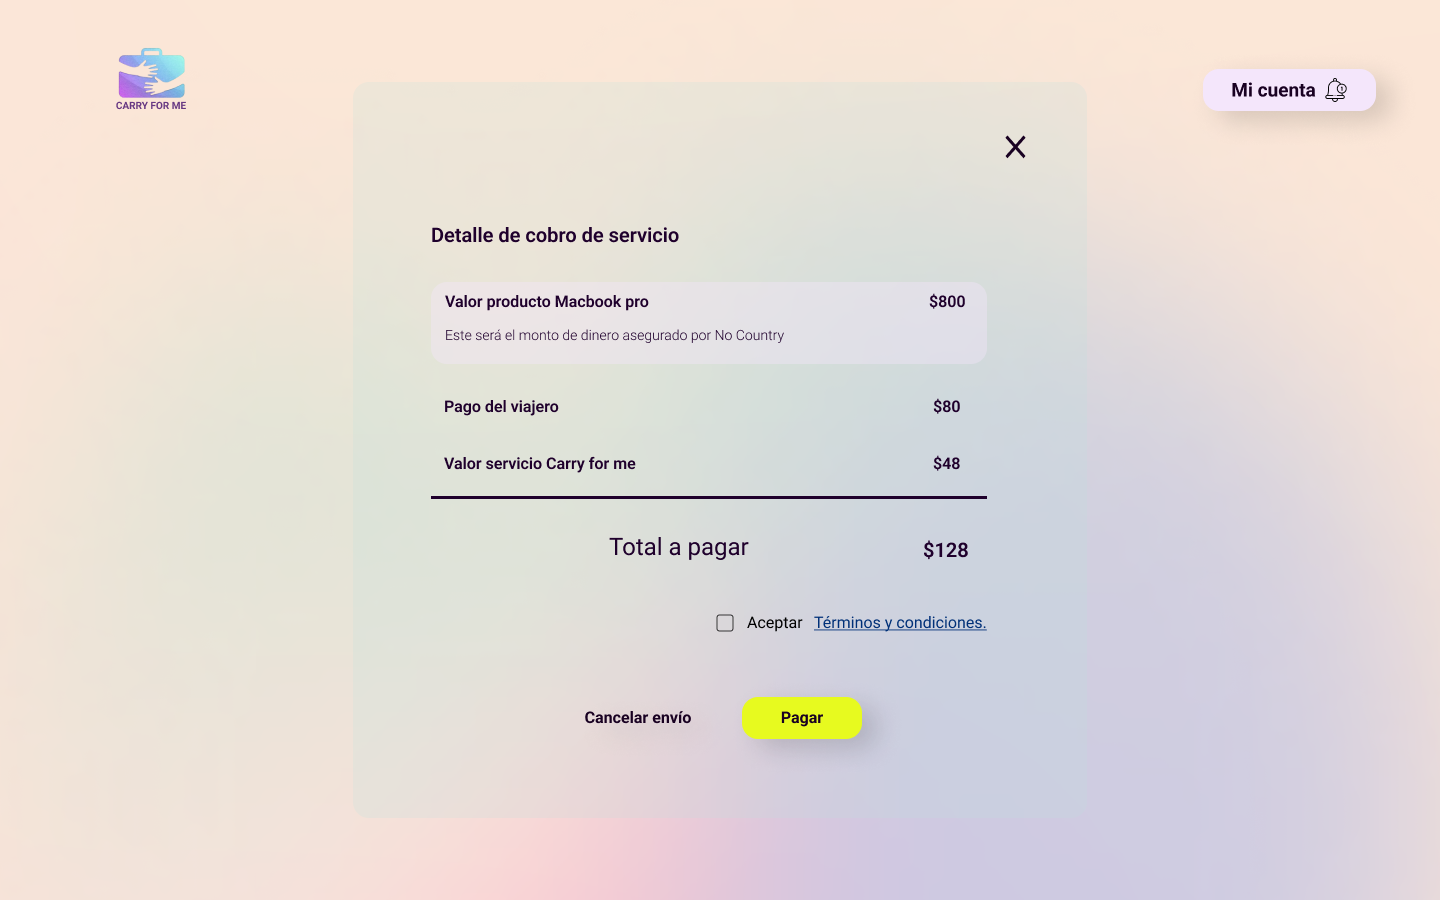 CARRY FOR ME
Mi cuenta
Detalle de cobro de servicio
Valor producto Macbook pro $800
Este será el monto de dinero asegurado por No Country
Pago del viajero $80
Valor servicio Carry for me $48
Total a pagar $128
Aceptar Términos y condiciones.
Cancelar envío Pagar